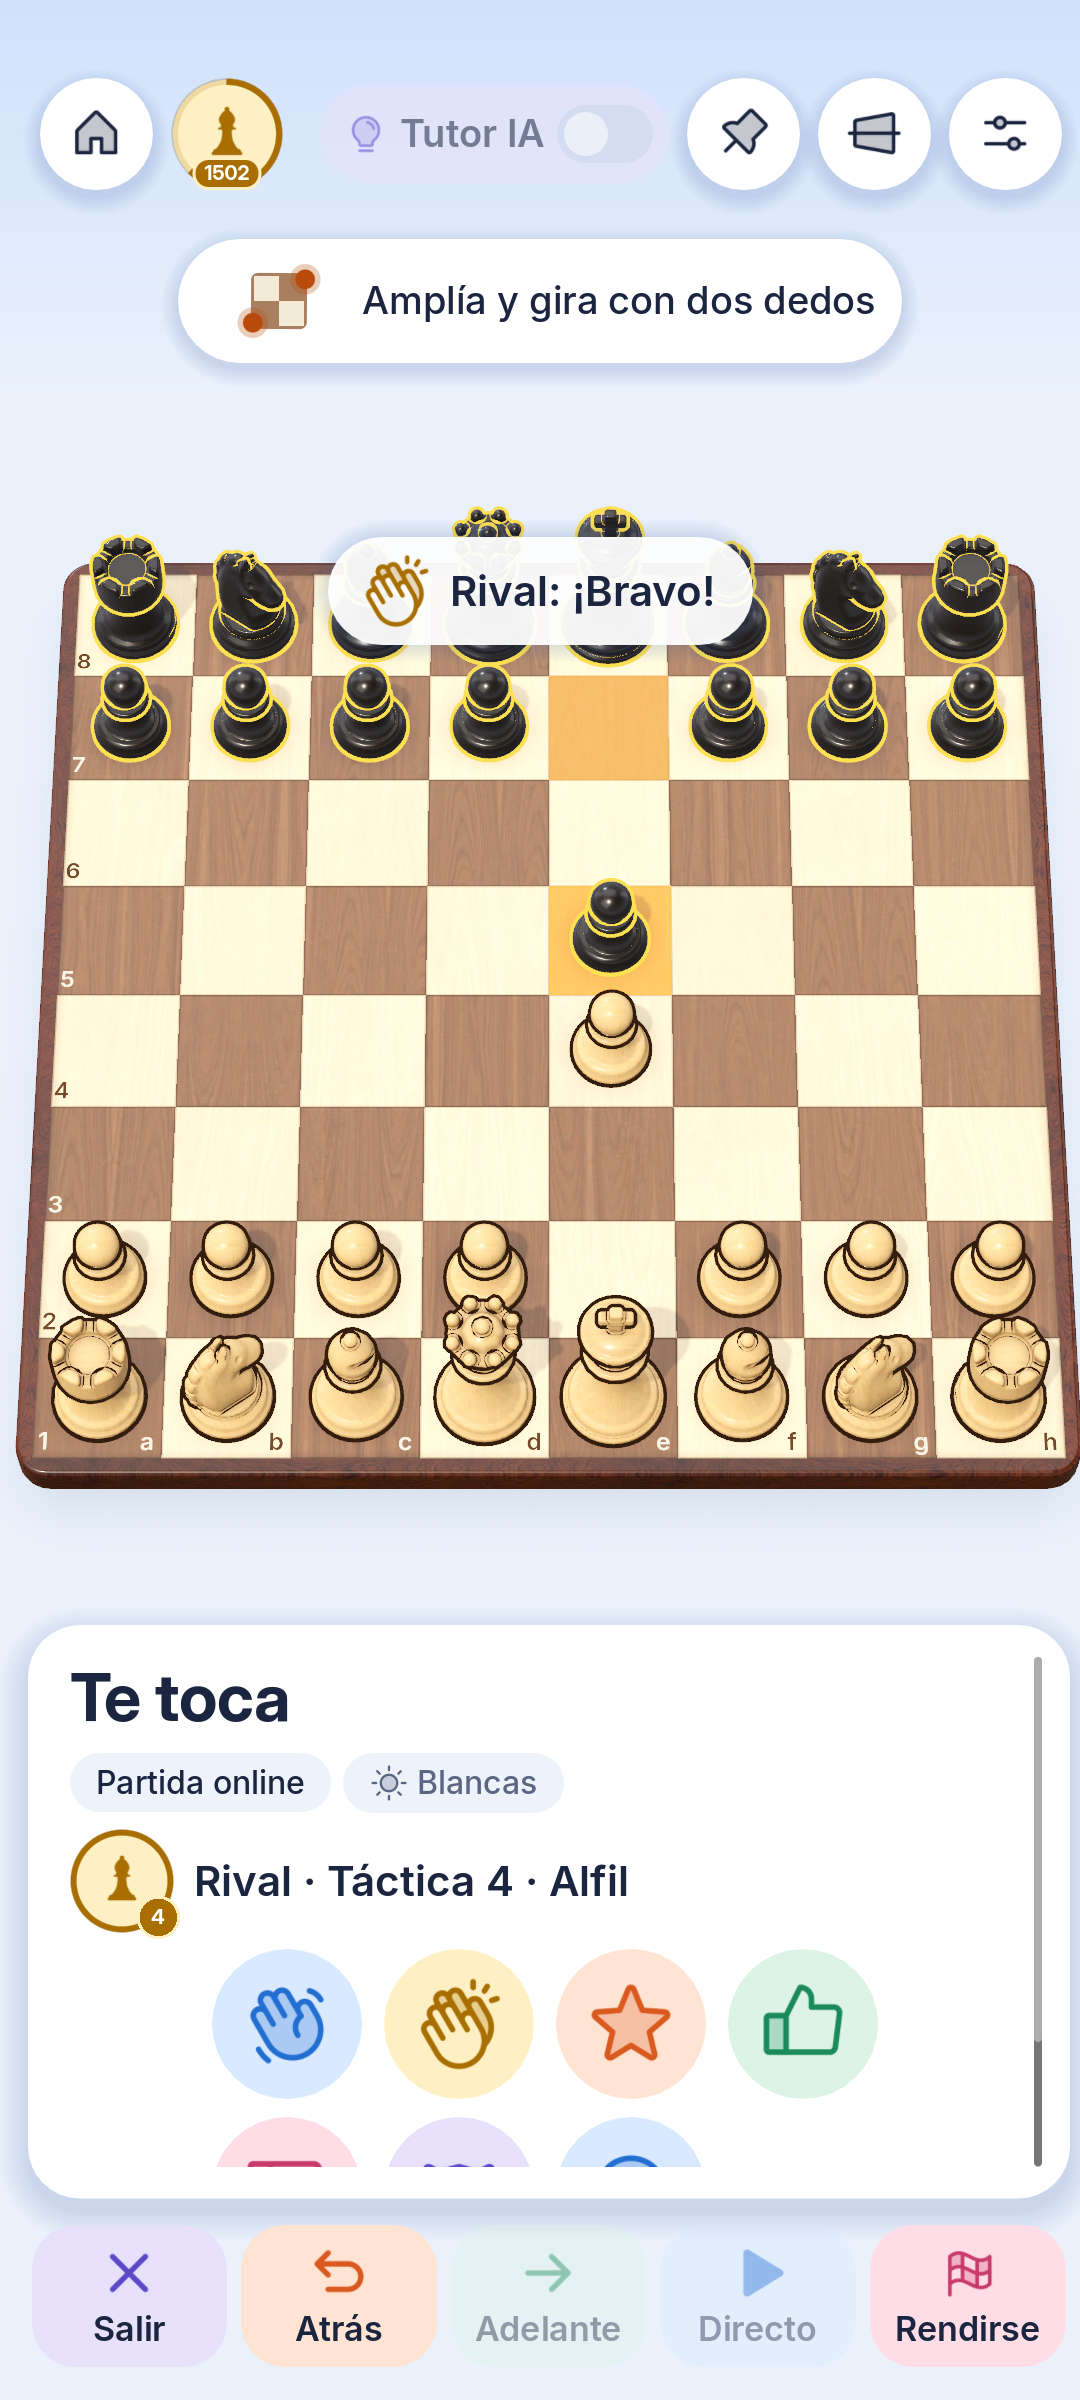 1502
Tutor IA
Amplía y gira con dos dedos
Rival: ¡Bravo!
8
7
6
5
4
3
2
1 a b c d e f g h
Te toca
Partida online
Blancas
4
Rival · Táctica 4 · Alfil
Salir
Atrás
Adelante
Directo
Rendirse